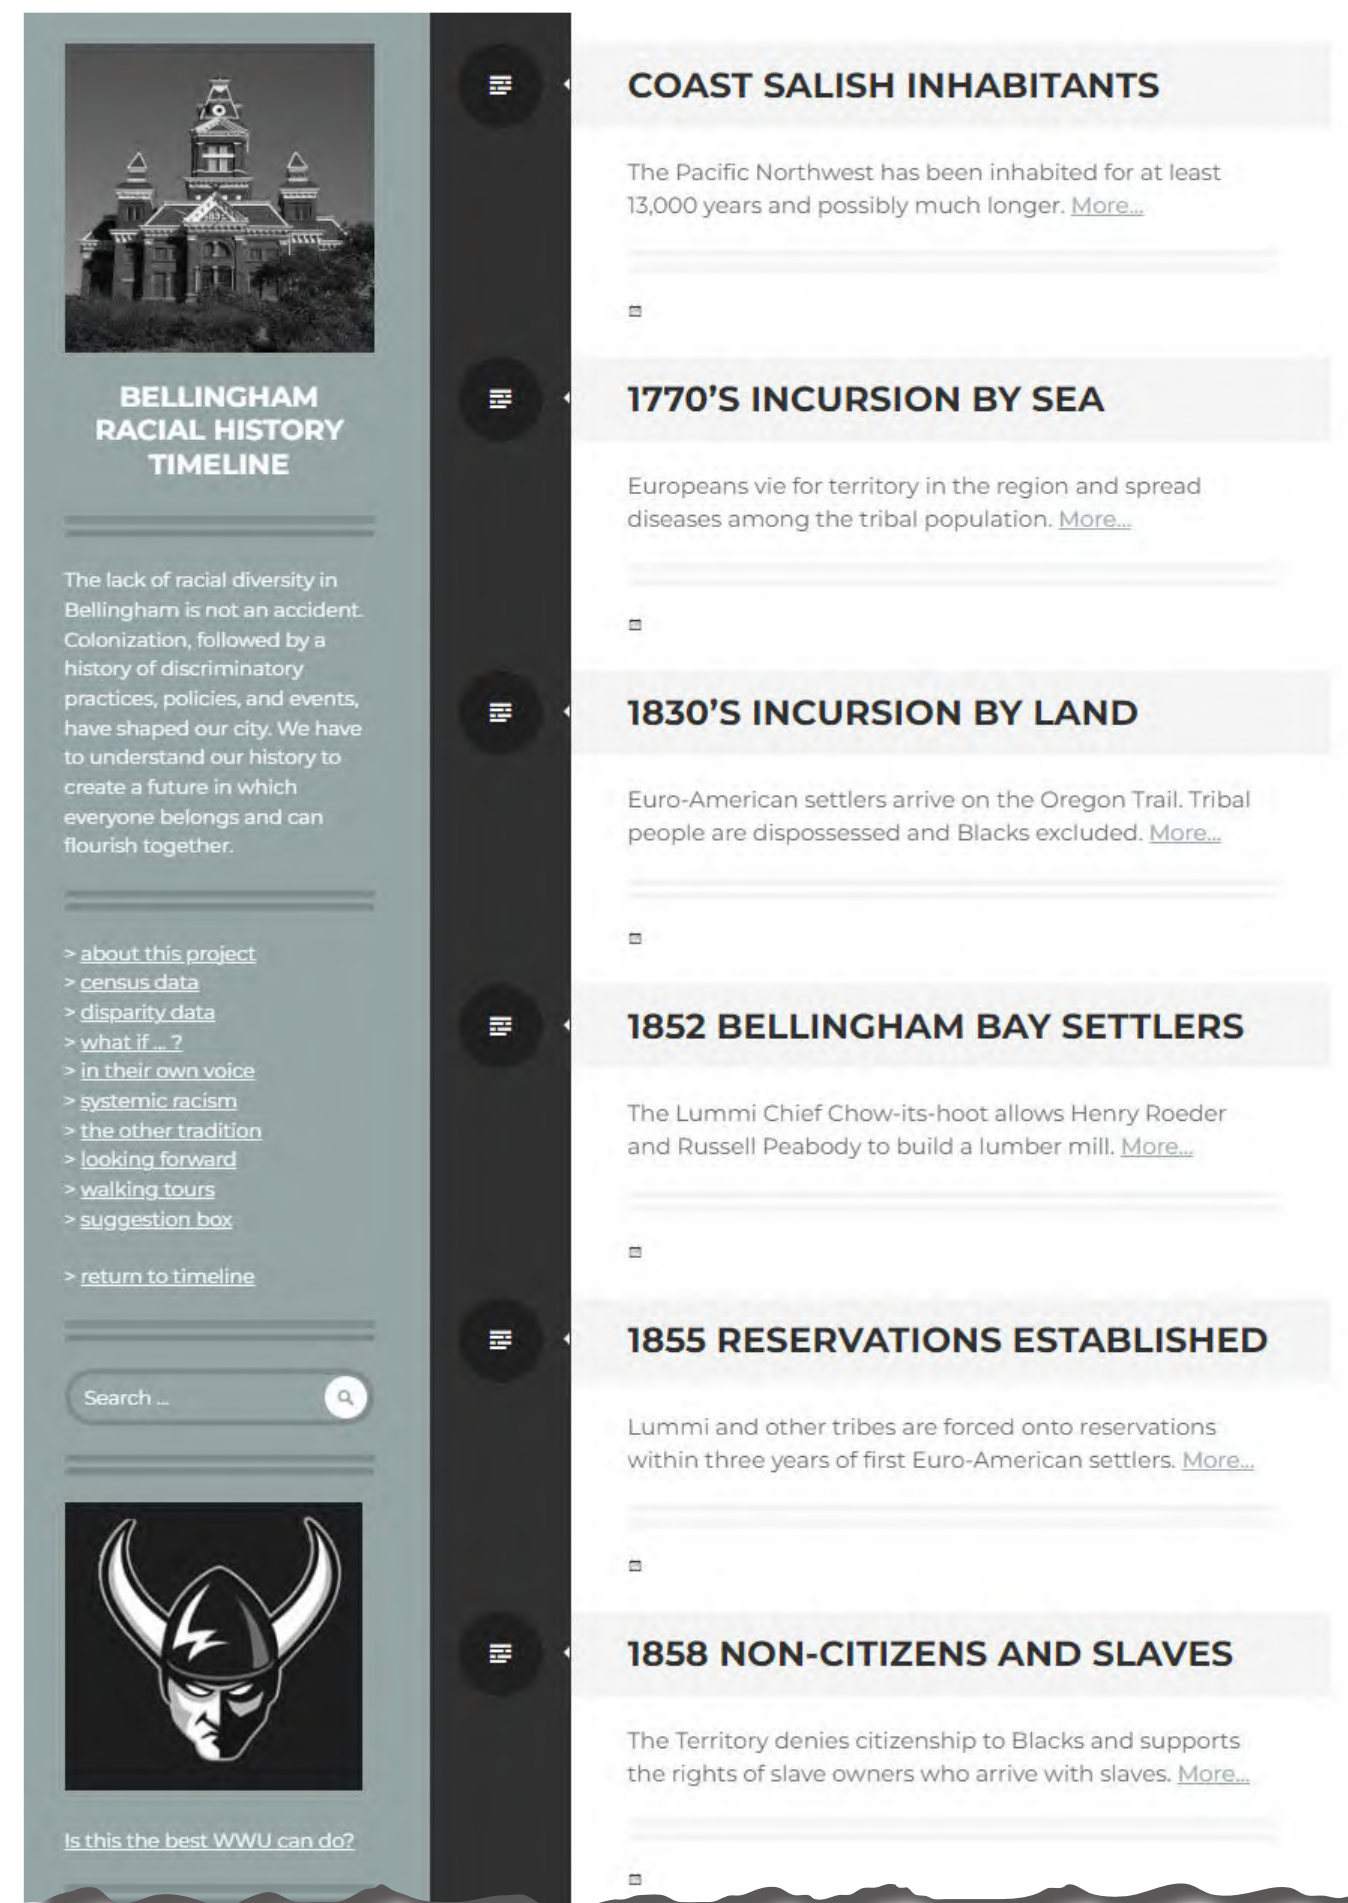 BELLINGHAM
RACIAL HISTORY
TIMELINE
The lack of racial diversity in
Bellingham is not an accident.
Colonization, followed by a
history of discriminatory
practices, policies, and events,
have shaped our city. We have
to understand our history to
create a future in which
everyone belongs and can
flourish together.
> about this project
> census data
> disparity data
> what if ... ?
> in their own voice
> systemic racism
> the other tradition
> looking forward
> walking tours
> suggestion box
> return to timeline
Search ...
Is this the best WWU can do?
COAST SALISH INHABITANTS
The Pacific Northwest has been inhabited for at least
13,000 years and possibly much longer. More...
1770'S INCURSION BY SEA
Europeans vie for territory in the region and spread
diseases among the tribal population. More...
1830'S INCURSION BY LAND
Euro-American settlers arrive on the Oregon Trail. Tribal
people are dispossessed and Blacks excluded. More...
1852 BELLINGHAM BAY SETTLERS
The Lummi Chief Chow-its-hoot allows Henry Roeder
and Russell Peabody to build a lumber mill. More...
1855 RESERVATIONS ESTABLISHED
Lummi and other tribes are forced onto reservations
within three years of first Euro-American settlers. More...
1858 NON-CITIZENS AND SLAVES
The Territory denies citizenship to Blacks and supports
the rights of slave owners who arrive with slaves. More...